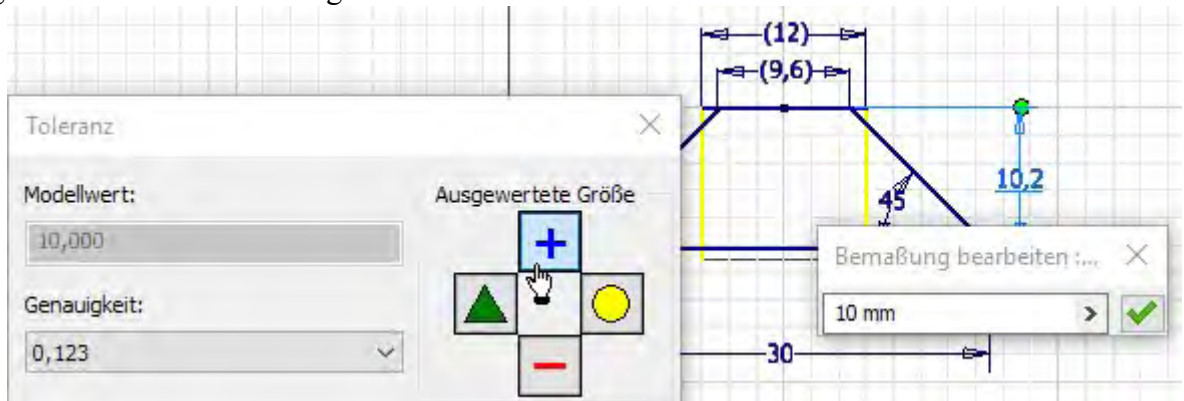 (12)
(9,6)
Toleranz
Modellwert:
Ausgewertete Größe
10,2
45
10,000
Bemaßung bearbeiten :...
Genauigkeit:
10 mm
0,123
30